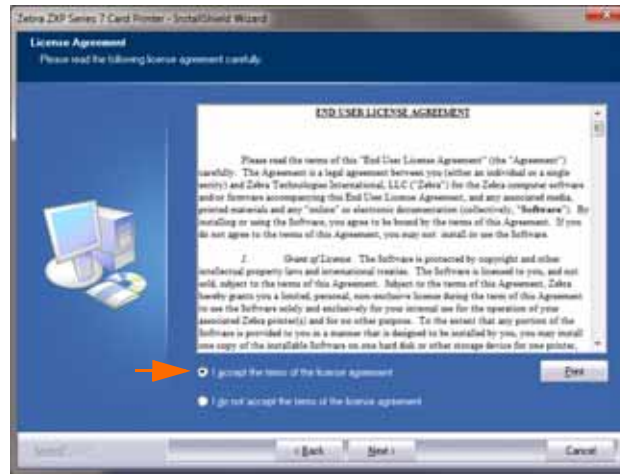 Zebra ZXP Series 7 Card Printer - InstallShield Wizard
License Agreement
Please read the following license agreement carefully.
END USER LICENSE AGREEMENT
Please read the terms of this "End User License Agreement" (the "Agreement")
carefully. The Agreement is a legal agreement between you (either an individual or a single
entity) and Zebra Technologies International, LLC ("Zebra") for the Zebra computer software
and/or firmware accompanying this End User License Agreement, and any associated media,
printed materials and any "online" or electronic documentation (collectively, "Software"). By
installing or using the Software, you agree to be bound by the terms of this Agreement. If you
do not agree to the terms of this Agreement, you may not install or use the Software.
1. Grant of License. The Software is protected by copyright and other
intellectual property laws and international treaties. The Software is licensed to you, and not
sold, subject to the terms of this Agreement. Subject to the terms of this Agreement, Zebra
hereby grants you a limited, personal, non-exclusive license during the term of this Agreement
to use the Software solely and exclusively for your internal use for the operation of your
associated Zebra printer(s) and for no other purpose. To the extent that any portion of the
Software is provided to you in a manner that is designed to be installed by you, you may install
one copy of the installable Software on one hard disk or other storage device for one printer,
I accept the terms of the license agreement
Print
I do not accept the terms of the license agreement
< Back
Next >
Cancel